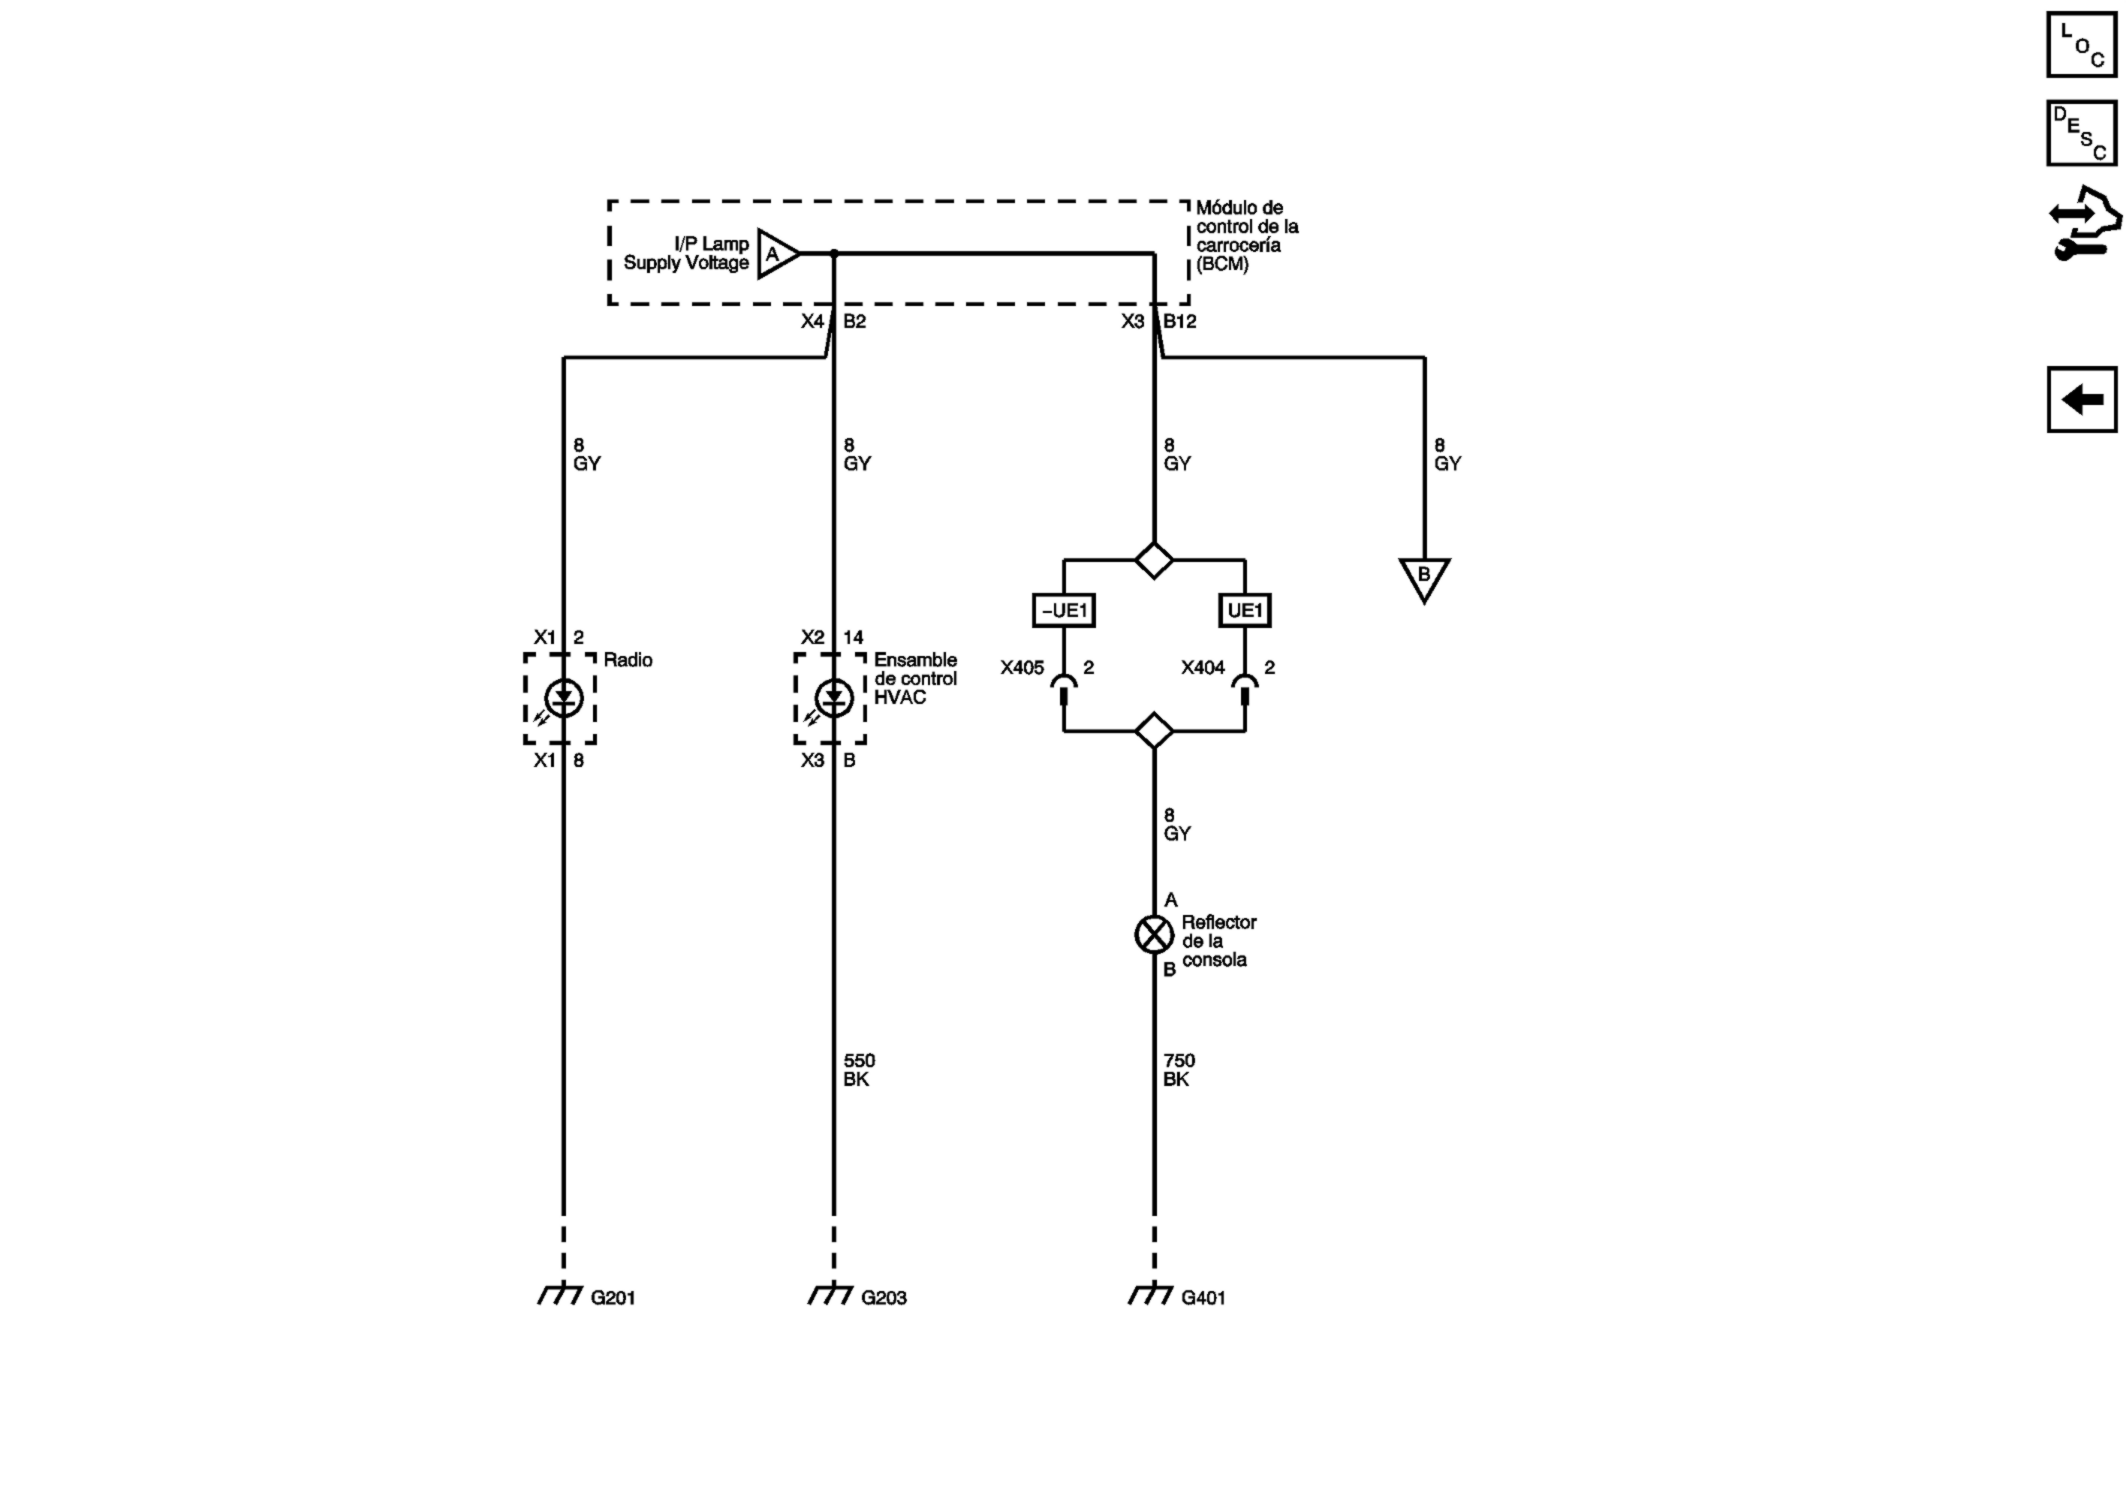 L
O
C
D
E
S
C
Módulo de
control de la
carrocería
(BCM)
I/P Lamp
Supply Voltage
A
X4 B2
X3 B12
8
GY
8
GY
8
GY
8
GY
B
–UE1
UE1
X1 2
Radio
X1 8
X2 14
Ensamble
de control
HVAC
X3 B
X405 2
X404 2
8
GY
A
Reflector
de la
consola
B
550
BK
750
BK
G201
G203
G401